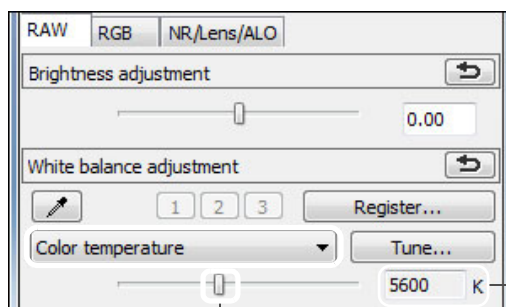 RAW RGB NR/Lens/ALO
Brightness adjustment
0.00
White balance adjustment
1 2 3 Register...
Color temperature Tune...
5600 K